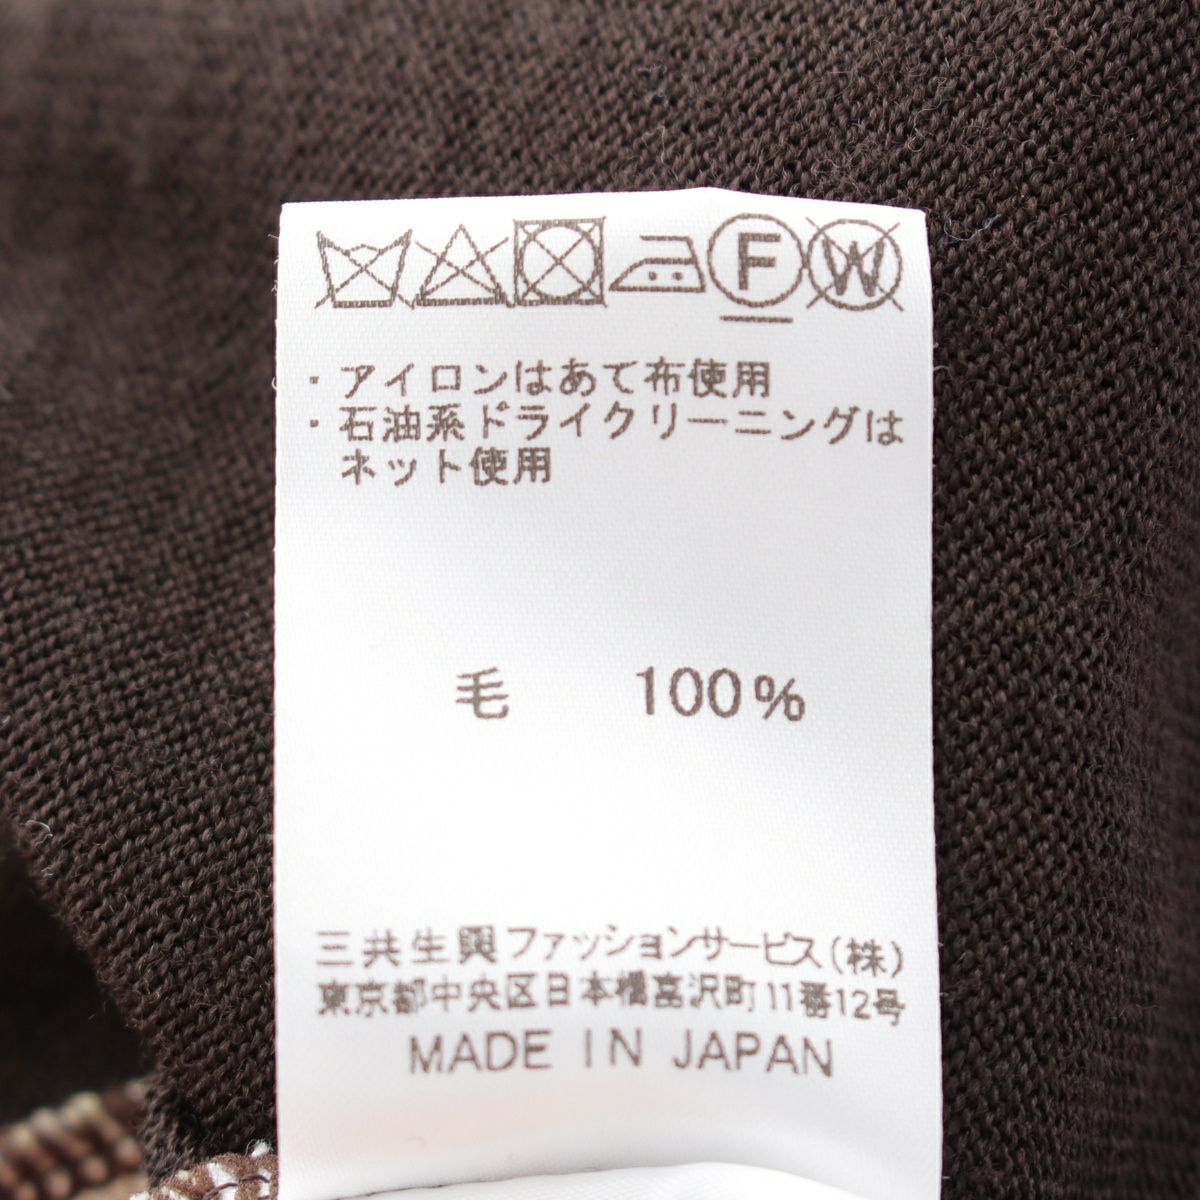 F W
・アイロンはあて布使用
・石油系ドライクリーニングは
ネット使用
毛 100%
三共生興ファッションサービス(株)
東京都中央区日本橋富沢町11番12号
MADE IN JAPAN